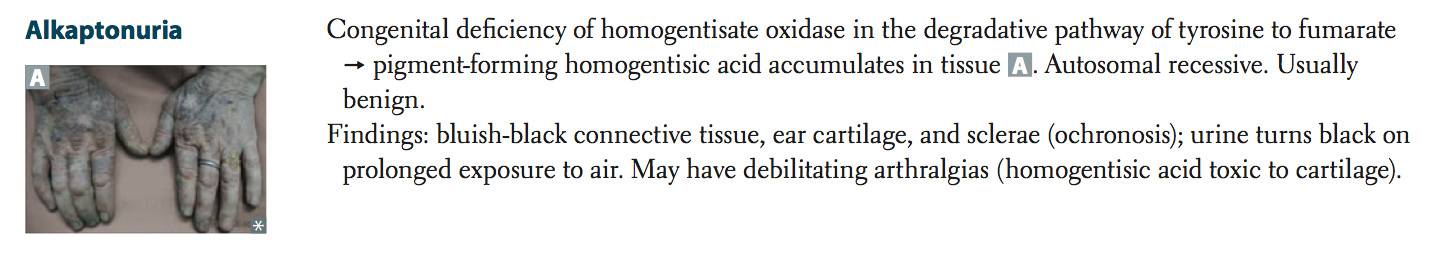 Alkaptonuria
A
Congenital deficiency of homogentisate oxidase in the degradative pathway of tyrosine to fumarate
→ pigment-forming homogentisic acid accumulates in tissue A. Autosomal recessive. Usually
benign.
Findings: bluish-black connective tissue, ear cartilage, and sclerae (ochronosis); urine turns black on
prolonged exposure to air. May have debilitating arthralgias (homogentisic acid toxic to cartilage).